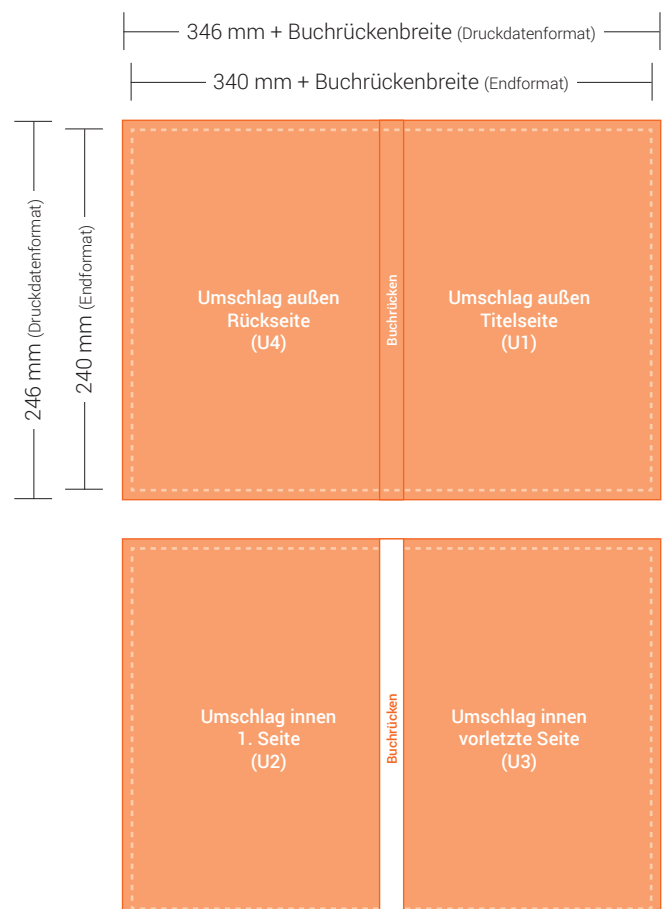 346 mm + Buchrückenbreite (Druckdatenformat)
340 mm + Buchrückenbreite (Endformat)
246 mm (Druckdatenformat)
240 mm (Endformat)
Umschlag außen
Rückseite
(U4)
Buchrücken
Umschlag außen
Titelseite
(U1)
Umschlag innen
1. Seite
(U2)
Buchrücken
Umschlag innen
vorletzte Seite
(U3)